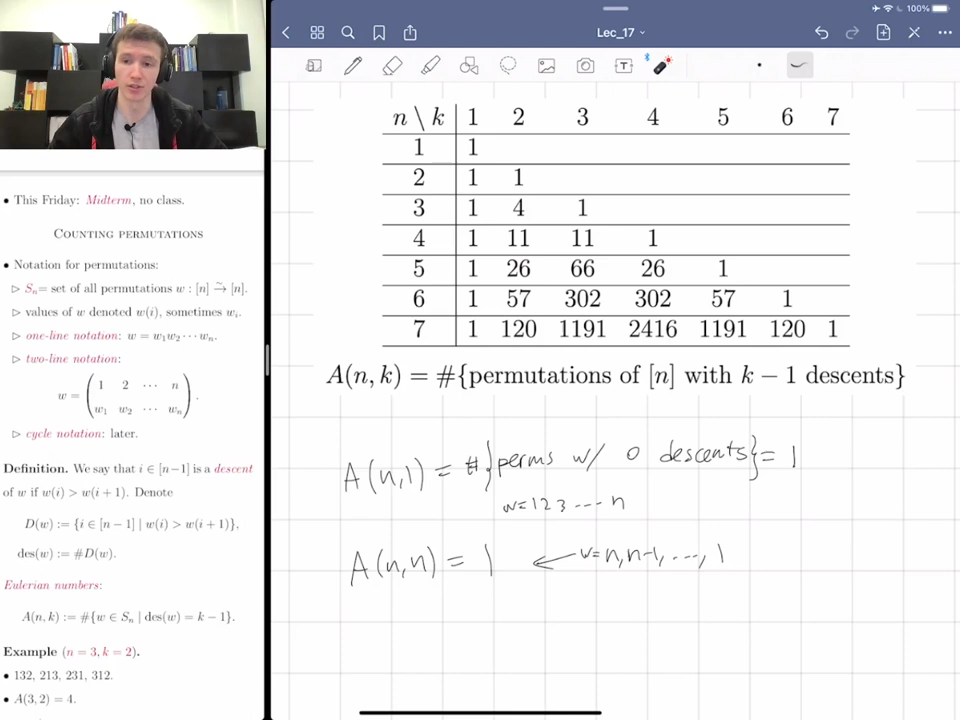 100%
Lec_17
• This Friday: Midterm, no class.
COUNTING PERMUTATIONS
• Notation for permutations:
▷ Sₙ= set of all permutations w : [n] ⥲ [n].
▷ values of w denoted w(i), sometimes wᵢ.
▷ one-line notation: w = w₁w₂ ⋯ wₙ.
▷ two-line notation:
w = ( 1 2 ⋯ n
w₁ w₂ ⋯ wₙ ) .
▷ cycle notation: later.
Definition. We say that i ∈ [n−1] is a descent
of w if w(i) > w(i + 1). Denote
D(w) := {i ∈ [n − 1] | w(i) > w(i + 1)},
des(w) := #D(w).
Eulerian numbers:
A(n, k) := #{w ∈ Sₙ | des(w) = k − 1}.
Example (n = 3, k = 2).
• 132, 213, 231, 312.
• A(3, 2) = 4.
n \ k 1 2 3 4 5 6 7
1 1
2 1 1
3 1 4 1
4 1 11 11 1
5 1 26 66 26 1
6 1 57 302 302 57 1
7 1 120 1191 2416 1191 120 1
A(n, k) = #{permutations of [n] with k − 1 descents}
A(n,1) = #{perms w/ 0 descents} = 1
w=123 ---- n
A(n,n) = 1 ← w=n,n-1, ..., 1